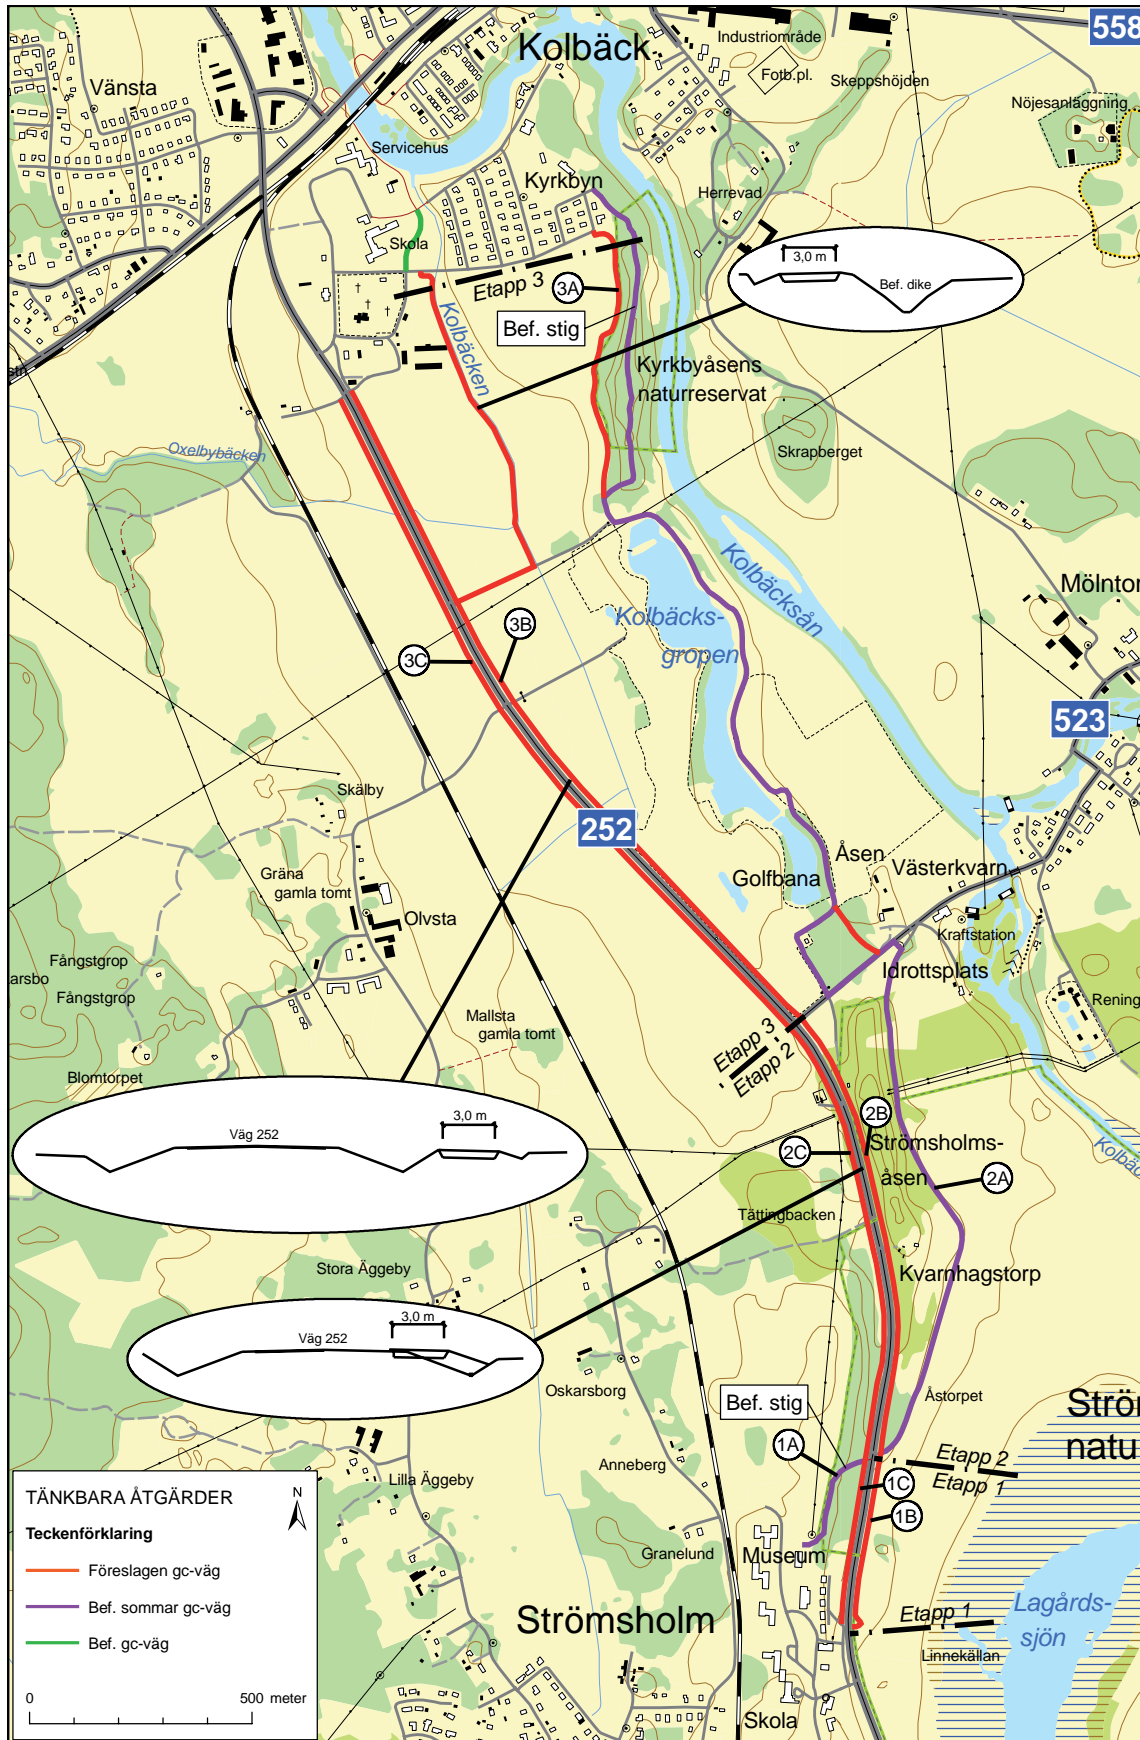 558
Kolbäck
Industriområde
Fotb.pl.
Skeppshöjden
Vänsta
Nöjesanläggning
Servicehus
Kyrkbyn
Herrevad
Skola
3,0 m
Bef. dike
Etapp 3
3A
Kolbäcken
Bef. stig
Kyrkbyåsens
naturreservat
Oxelbybäcken
Skrapberget
Kolbäcksån
Mölntor
Kolbäcks-
gropen
3B
3C
523
Skälby
252
Åsen
Västerkvarn
Golfbana
Gräna
gamla tomt
Olvsta
Kraftstation
Idrottsplats
Fångstgrop
arsbo
Fångstgrop
Rening
Mallsta
gamla tomt
Etapp 3
Etapp 2
Blomtorpet
3,0 m
Väg 252
2B
Strömsholms-
åsen
2C
2A
Kolbäc
Tättingbacken
Stora Äggeby
Kvarnhagstorp
3,0 m
Väg 252
Oskarsborg
Bef. stig
Åstorpet
Ström
natu
1A
Etapp 2
Etapp 1
Anneberg
Lilla Äggeby
1C
1B
Granelund
Museum
TÄNKBARA ÅTGÄRDER
N
Teckenförklaring
Föreslagen gc-väg
Bef. sommar gc-väg
Bef. gc-väg
0
500 meter
Strömsholm
Etapp 1
Lagårds-
sjön
Linnekällan
Skola